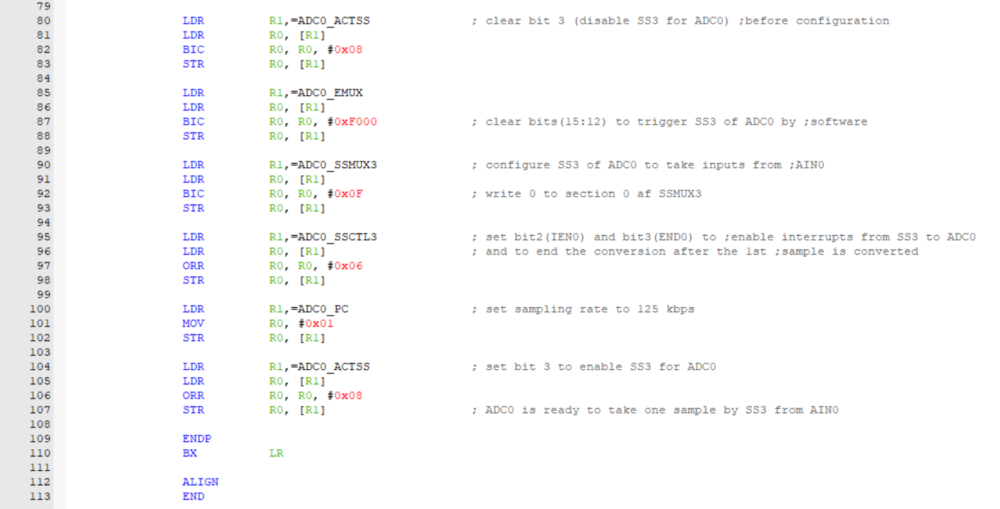 79
80 LDR R1,=ADC0_ACTSS ; clear bit 3 (disable SS3 for ADC0) ;before configuration
81 LDR R0, [R1]
82 BIC R0, R0, #0x08
83 STR R0, [R1]
84
85 LDR R1,=ADC0_EMUX
86 LDR R0, [R1]
87 BIC R0, R0, #0xF000 ; clear bits(15:12) to trigger SS3 of ADC0 by ;software
88 STR R0, [R1]
89
90 LDR R1,=ADC0_SSMUX3 ; configure SS3 of ADC0 to take inputs from ;AIN0
91 LDR R0, [R1]
92 BIC R0, R0, #0x0F ; write 0 to section 0 af SSMUX3
93 STR R0, [R1]
94
95 LDR R1,=ADC0_SSCTL3 ; set bit2(IEN0) and bit3(END0) to ;enable interrupts from SS3 to ADC0
96 LDR R0, [R1] ; and to end the conversion after the 1st ;sample is converted
97 ORR R0, R0, #0x06
98 STR R0, [R1]
99
100 LDR R1,=ADC0_PC ; set sampling rate to 125 kbps
101 MOV R0, #0x01
102 STR R0, [R1]
103
104 LDR R1,=ADC0_ACTSS ; set bit 3 to enable SS3 for ADC0
105 LDR R0, [R1]
106 ORR R0, R0, #0x08
107 STR R0, [R1] ; ADC0 is ready to take one sample by SS3 from AIN0
108
109 ENDP
110 BX LR
111
112 ALIGN
113 END